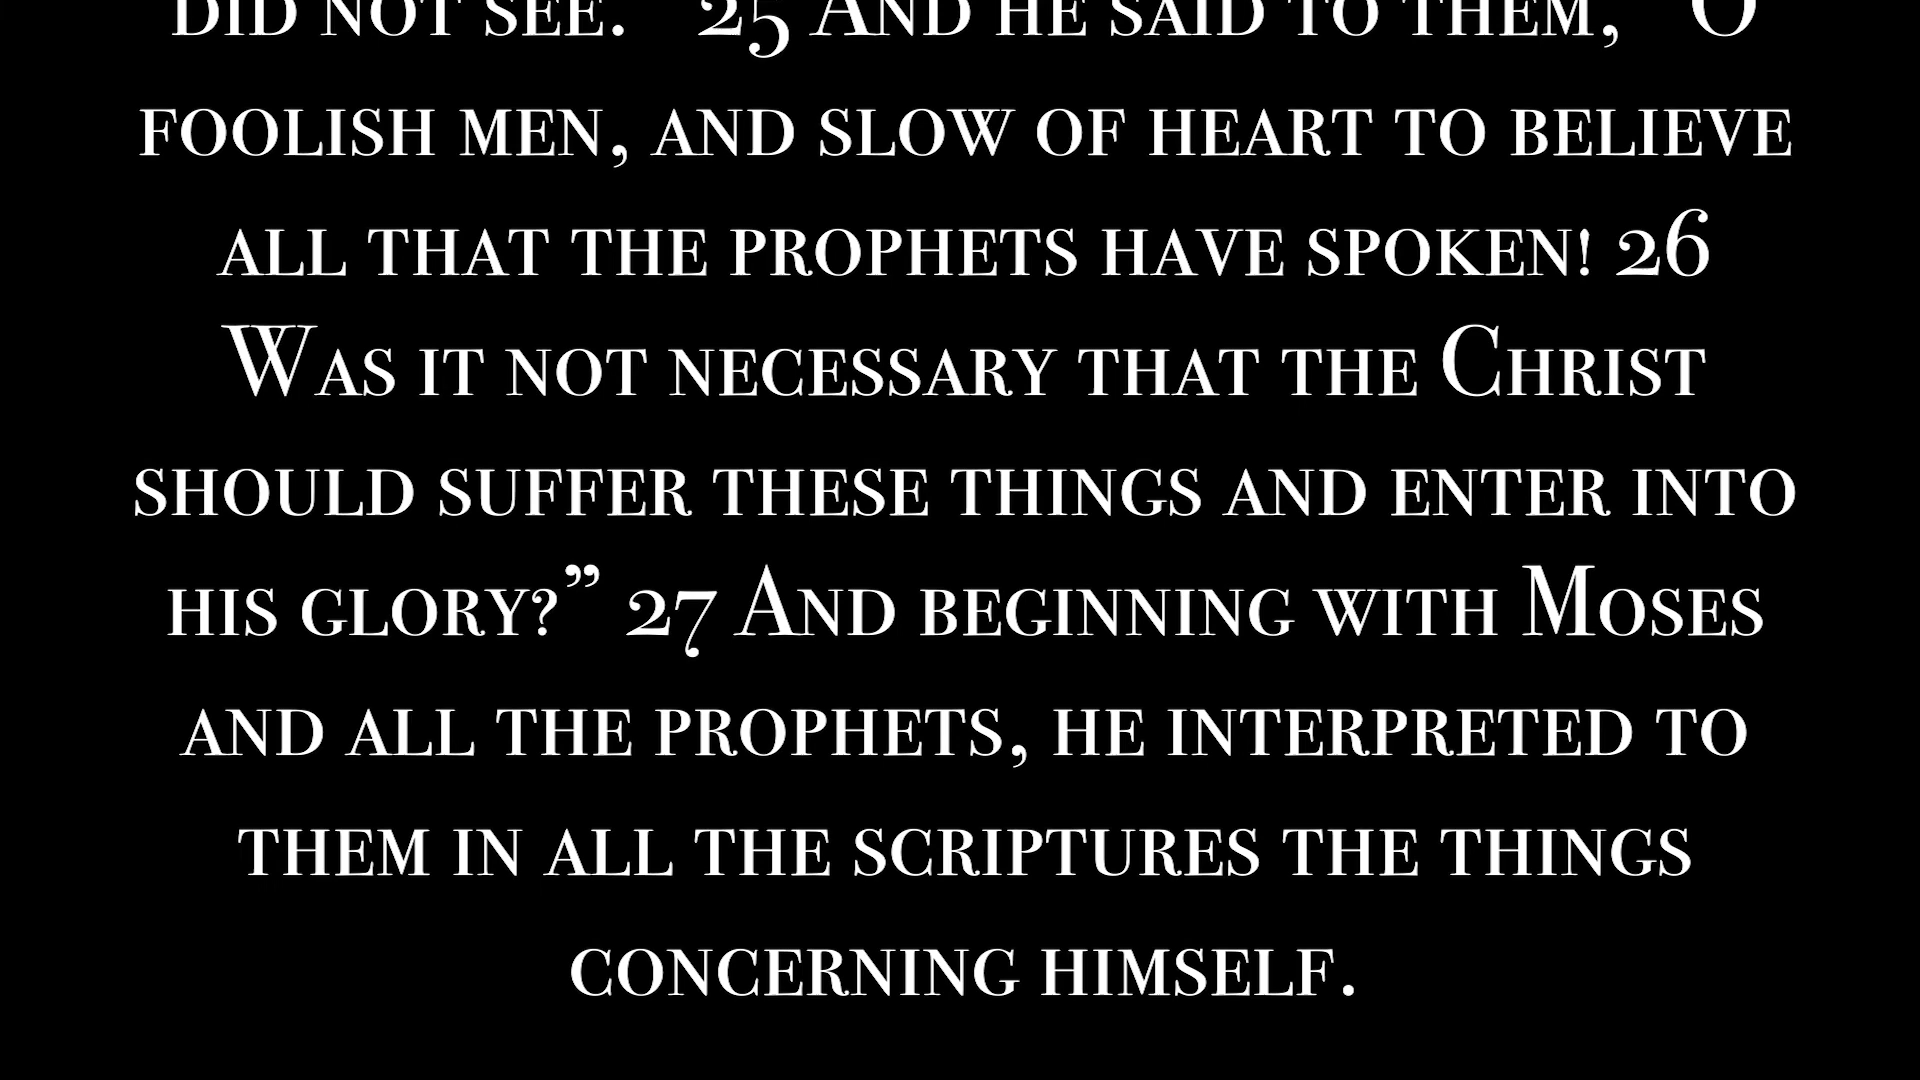 did not see.” 25 And he said to them, “O
foolish men, and slow of heart to believe
all that the prophets have spoken! 26
Was it not necessary that the Christ
should suffer these things and enter into
his glory?” 27 And beginning with Moses
and all the prophets, he interpreted to
them in all the scriptures the things
concerning himself.